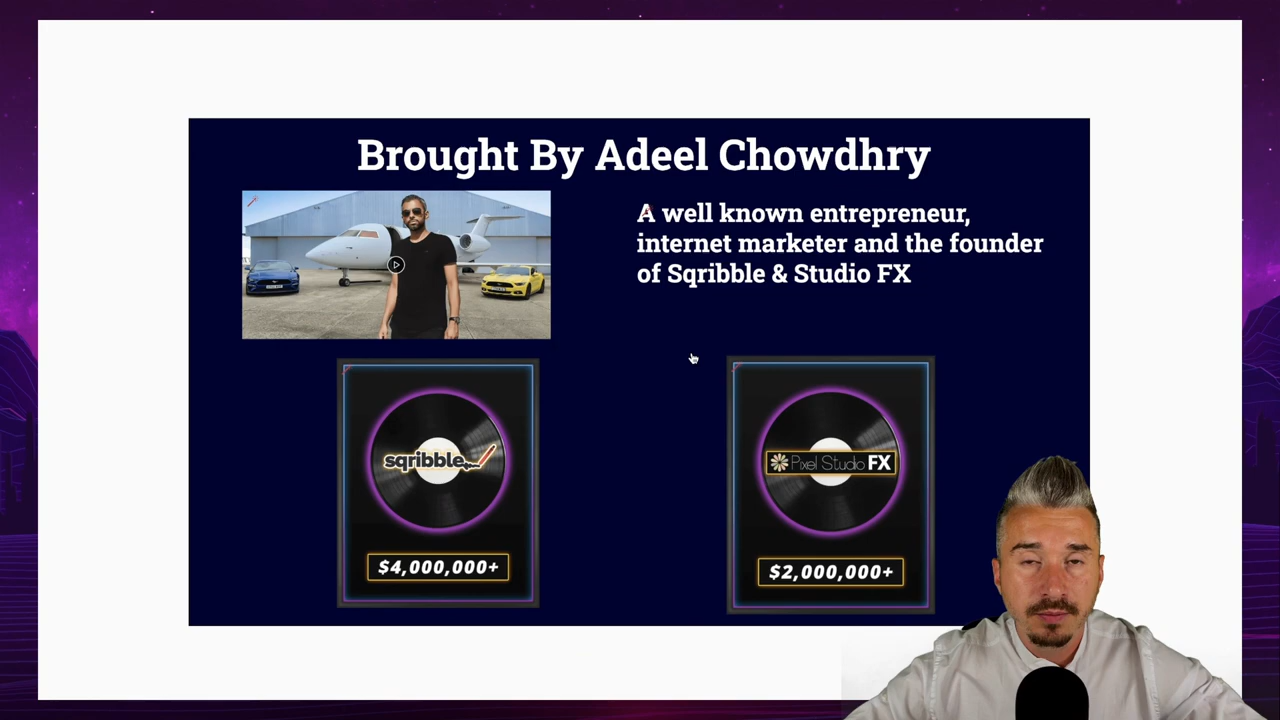 Brought By Adeel Chowdhry
A well known entrepreneur,
internet marketer and the founder
of Sqribble & Studio FX
sqribble
Pixel Studio FX
$4,000,000+
$2,000,000+